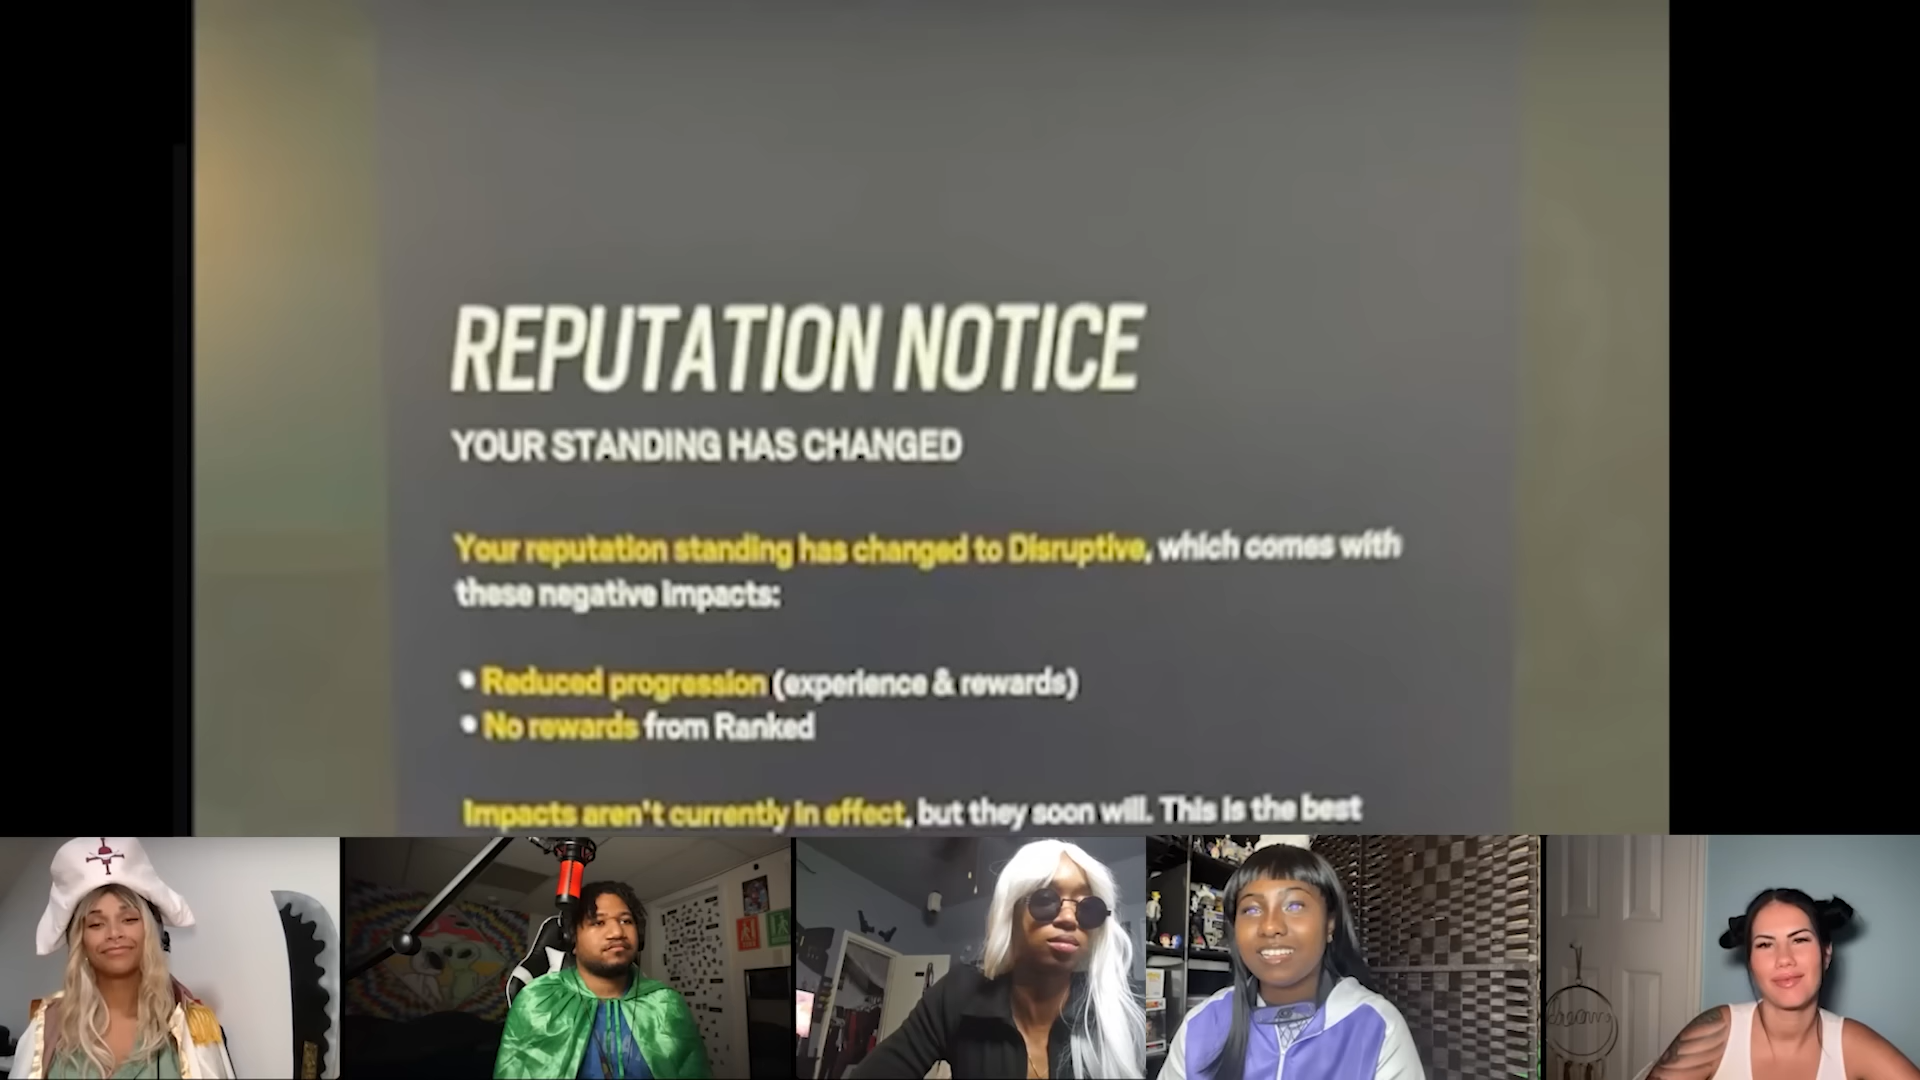 REPUTATION NOTICE
YOUR STANDING HAS CHANGED
Your reputation standing has changed to Disruptive, which comes with
these negative impacts:
• Reduced progression (experience & rewards)
• No rewards from Ranked
Impacts aren't currently in effect, but they soon will. This is the best